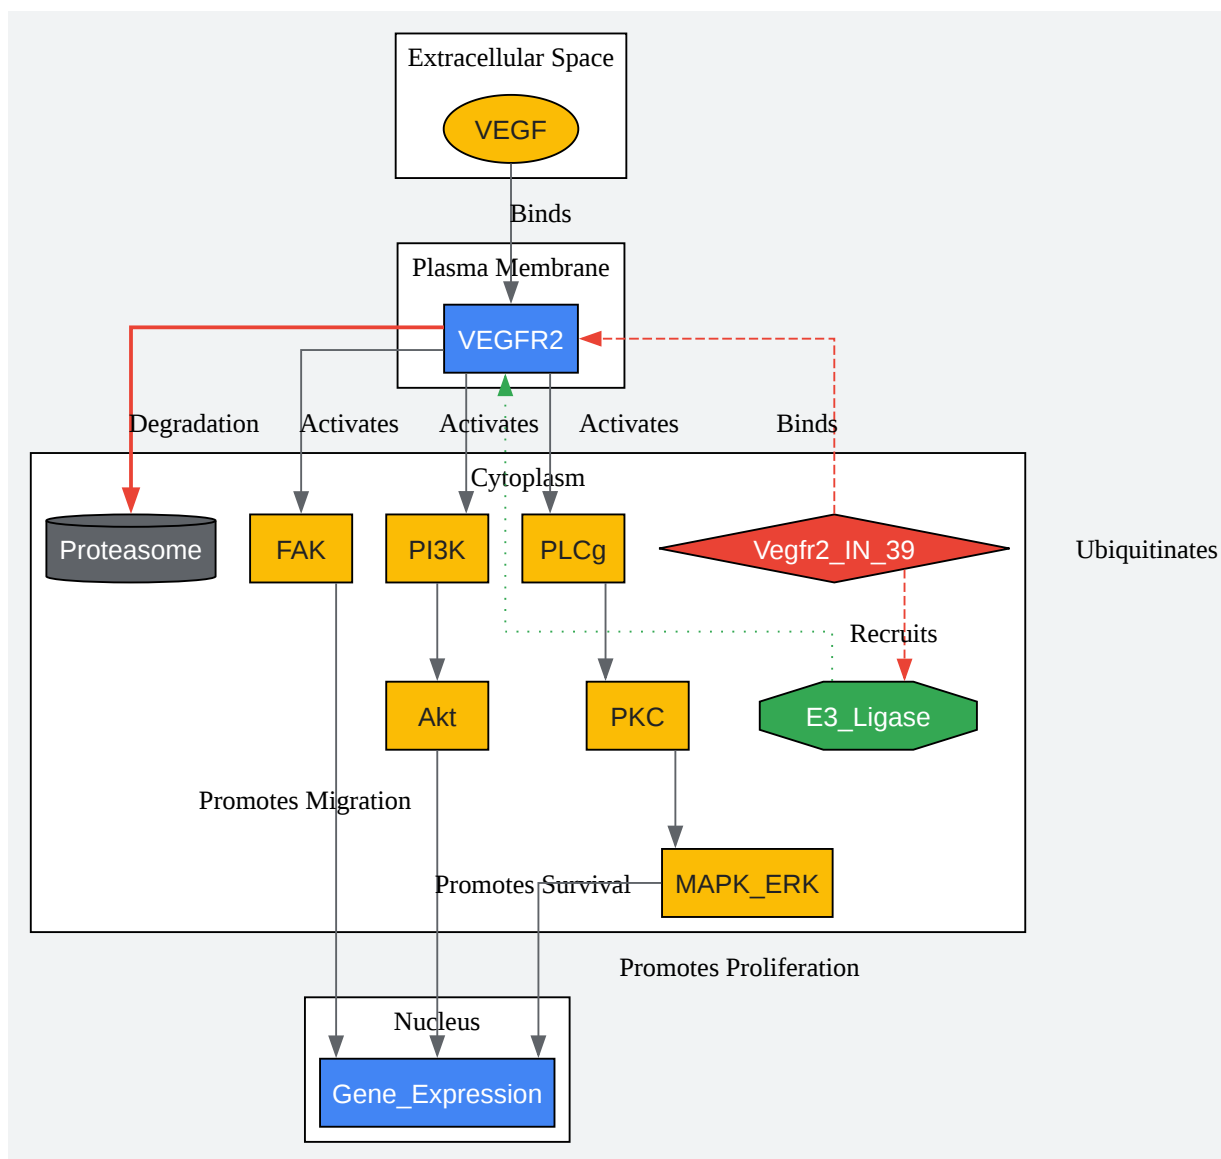 Extracellular Space
VEGF
Binds
Plasma Membrane
VEGFR2
Degradation
Activates
Activates
Activates
Binds
Cytoplasm
Proteasome
FAK
PI3K
PLCg
Vegfr2_IN_39
Ubiquitinates
Recruits
Akt
PKC
E3_Ligase
Promotes Migration
Promotes Survival
MAPK_ERK
Promotes Proliferation
Nucleus
Gene_Expression